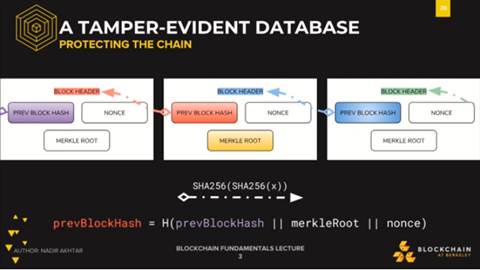 36
A TAMPER-EVIDENT DATABASE
PROTECTING THE CHAIN
BLOCK HEADER
BLOCK HEADER
BLOCK HEADER
PREV BLOCK HASH NONCE
PREV BLOCK HASH NONCE
PREV BLOCK HASH NONCE
MERKLE ROOT
MERKLE ROOT
MERKLE ROOT
SHA256(SHA256(x))
prevBlockHash = H(prevBlockHash || merkleRoot || nonce)
AUTHOR: NADIR AKHTAR
BLOCKCHAIN FUNDAMENTALS LECTURE
3
BLOCKCHAIN
AT BERKELEY